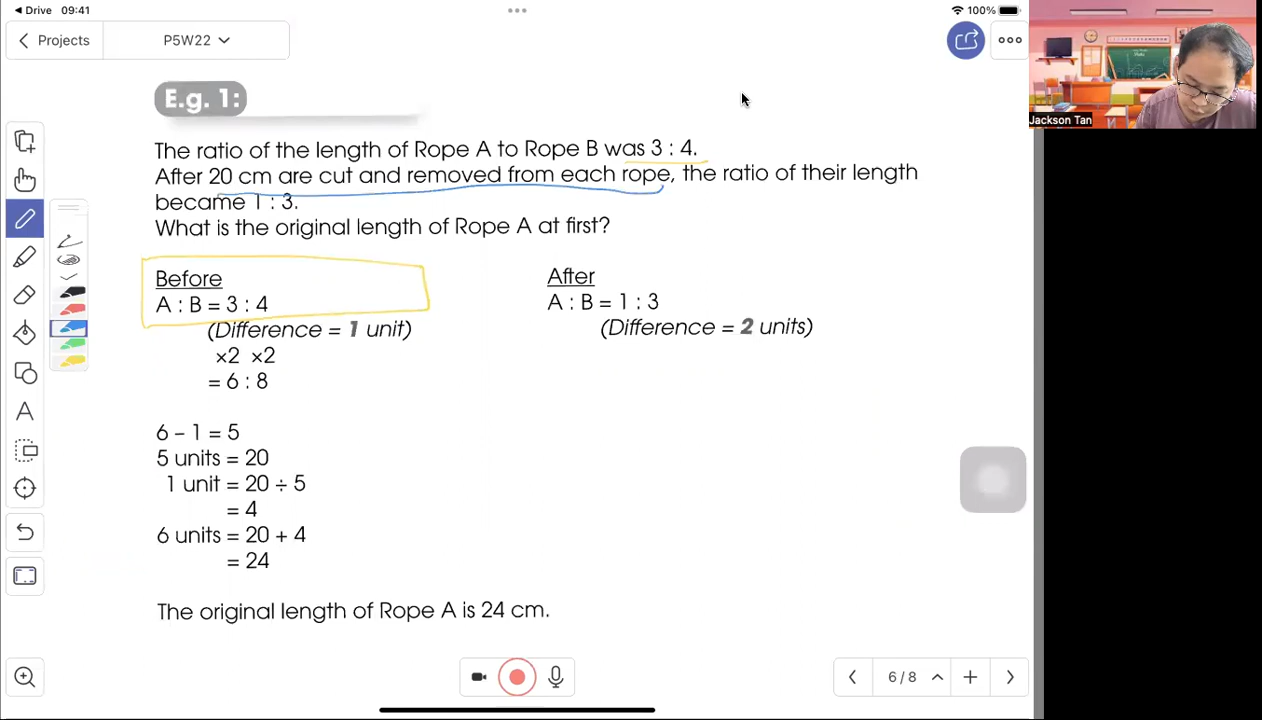 Drive 09:41
100%
Projects
P5W22
Jackson Tan
E.g. 1:
The ratio of the length of Rope A to Rope B was 3 : 4.
After 20 cm are cut and removed from each rope, the ratio of their length
became 1 : 3.
What is the original length of Rope A at first?
Before
A : B = 3 : 4
(Difference = 1 unit)
×2 ×2
= 6 : 8
After
A : B = 1 : 3
(Difference = 2 units)
6 – 1 = 5
5 units = 20
1 unit = 20 ÷ 5
= 4
6 units = 20 + 4
= 24
The original length of Rope A is 24 cm.
A
6 / 8